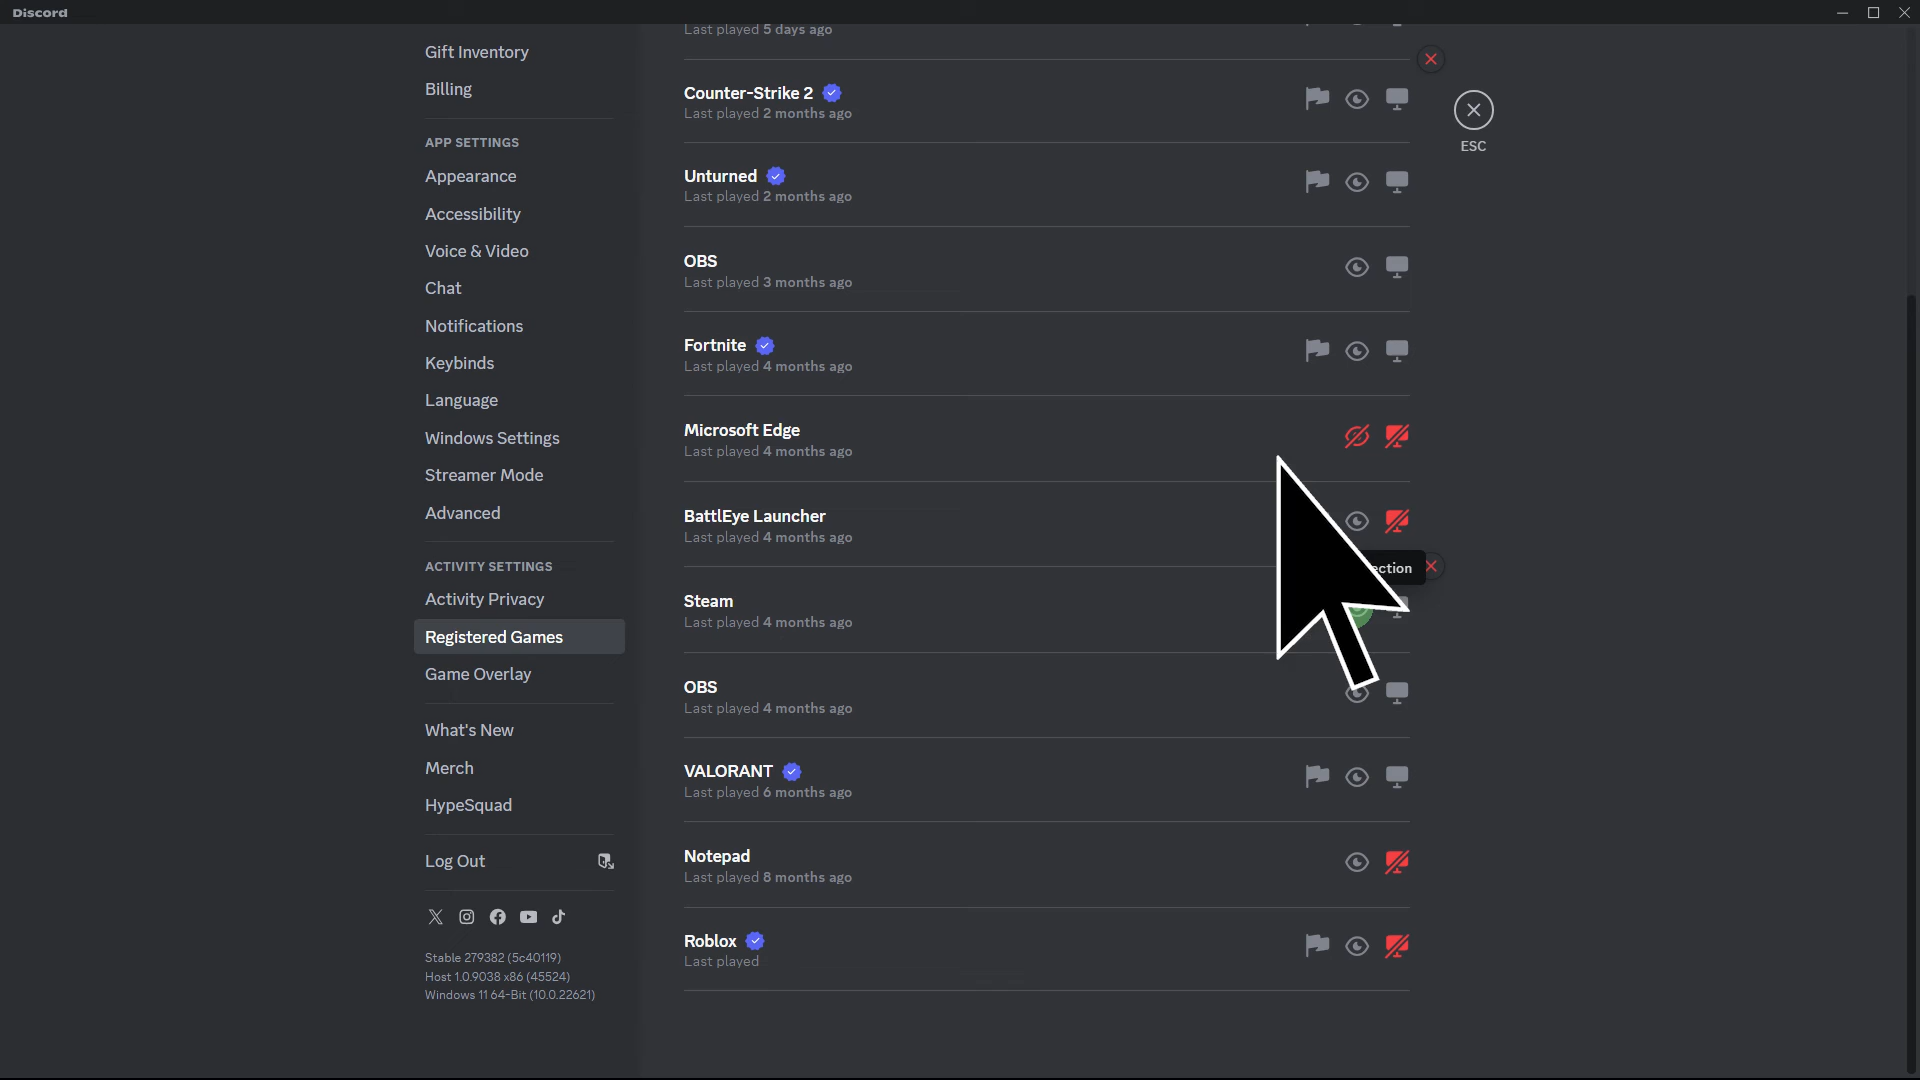 Discord
Gift Inventory
Billing
APP SETTINGS
Appearance
Accessibility
Voice & Video
Chat
Notifications
Keybinds
Language
Windows Settings
Streamer Mode
Advanced
ACTIVITY SETTINGS
Activity Privacy
Registered Games
Game Overlay
What's New
Merch
HypeSquad
Log Out
Stable 279382 (5c40119)
Host 1.0.9038 x86 (45524)
Windows 11 64-Bit (10.0.22621)
Last played 5 days ago
Counter-Strike 2
Last played 2 months ago
Unturned
Last played 2 months ago
OBS
Last played 3 months ago
Fortnite
Last played 4 months ago
Microsoft Edge
Last played 4 months ago
BattlEye Launcher
Last played 4 months ago
ection
Steam
Last played 4 months ago
OBS
Last played 4 months ago
VALORANT
Last played 6 months ago
Notepad
Last played 8 months ago
Roblox
Last played
ESC